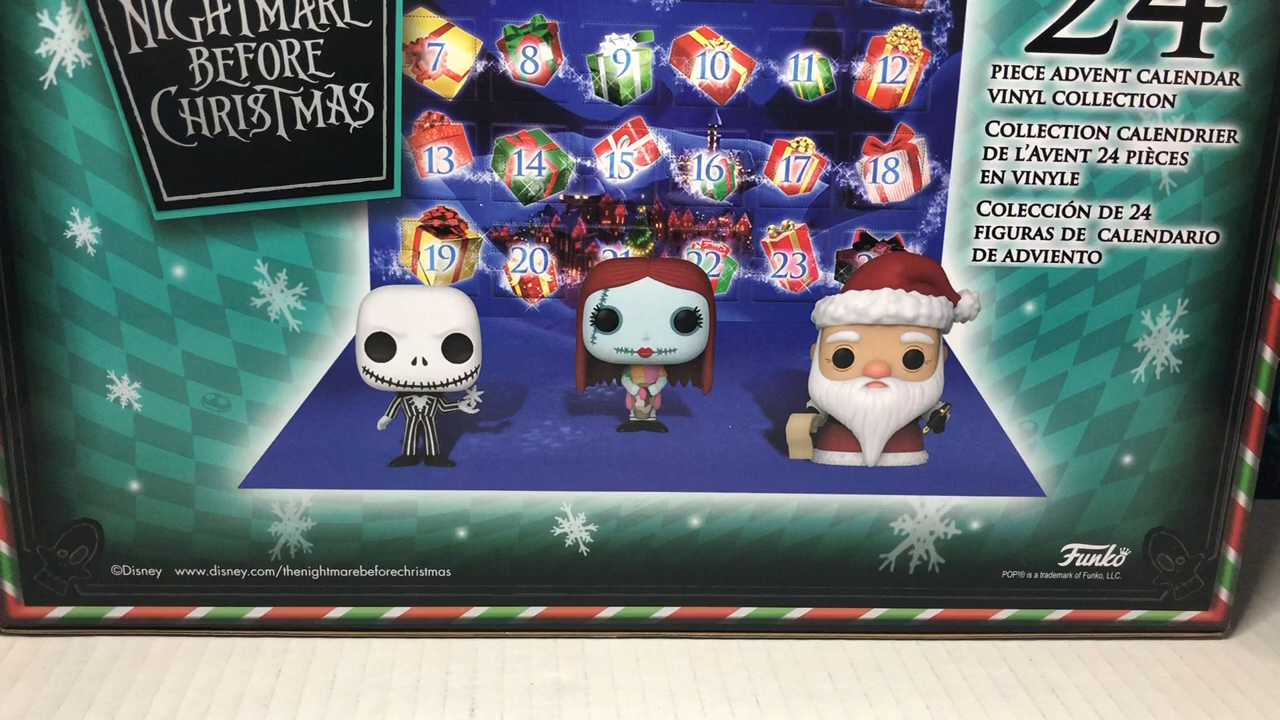 NIGHTMARE
BEFORE
CHRISTMAS
7 8 9 10 11 12
13 14 15 16 17 18
19 20 21 22 23
24
PIECE ADVENT CALENDAR
VINYL COLLECTION
COLLECTION CALENDRIER
DE L'AVENT 24 PIÈCES
EN VINYLE
COLECCIÓN DE 24
FIGURAS DE CALENDARIO
DE ADVIENTO
©Disney www.disney.com/thenightmarebeforechristmas
Funko
POP!® is a trademark of Funko, LLC.